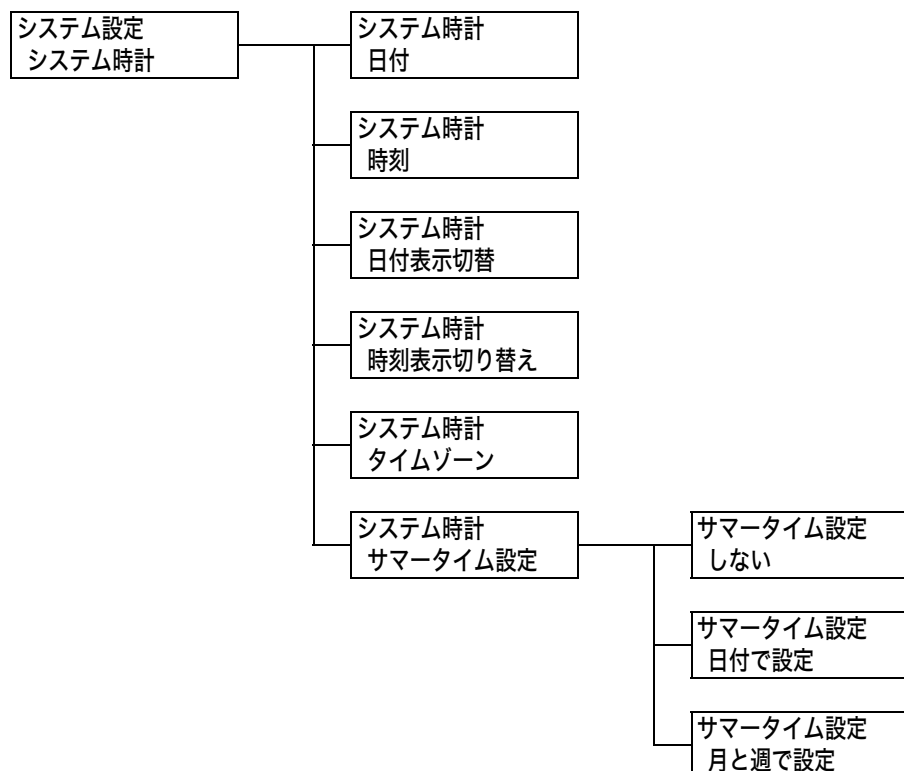 システム設定
システム時計
システム時計
日付
システム時計
時刻
システム時計
日付表示切替
システム時計
時刻表示切り替え
システム時計
タイムゾーン
システム時計
サマータイム設定
サマータイム設定
しない
サマータイム設定
日付で設定
サマータイム設定
月と週で設定